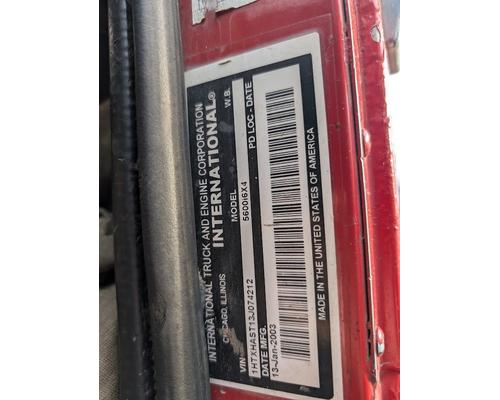 INTERNATIONAL TRUCK AND ENGINE CORPORATION
CHICAGO, ILLINOIS INTERNATIONAL®
MODEL W.B.
5600I6X4
VIN
1HTXHAST13J074212
DATE MFG. PD LOC - DATE
13-Jan-2003
MADE IN THE UNITED STATES OF AMERICA